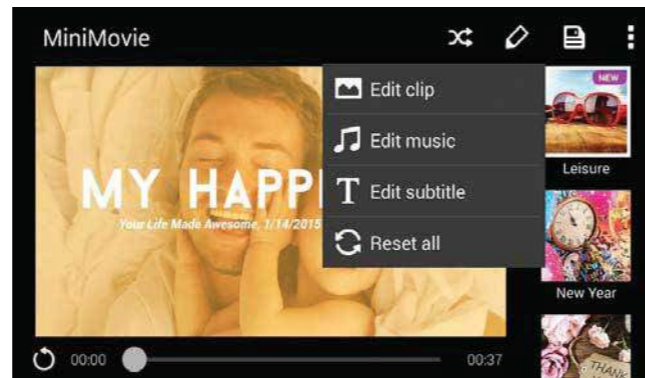 MiniMovie
Edit clip
Edit music
T Edit subtitle
Reset all
NEW
Leisure
MY HAPP
Your Life Made Awesome, 1/14/2015
New Year
THANK
00:00
00:37